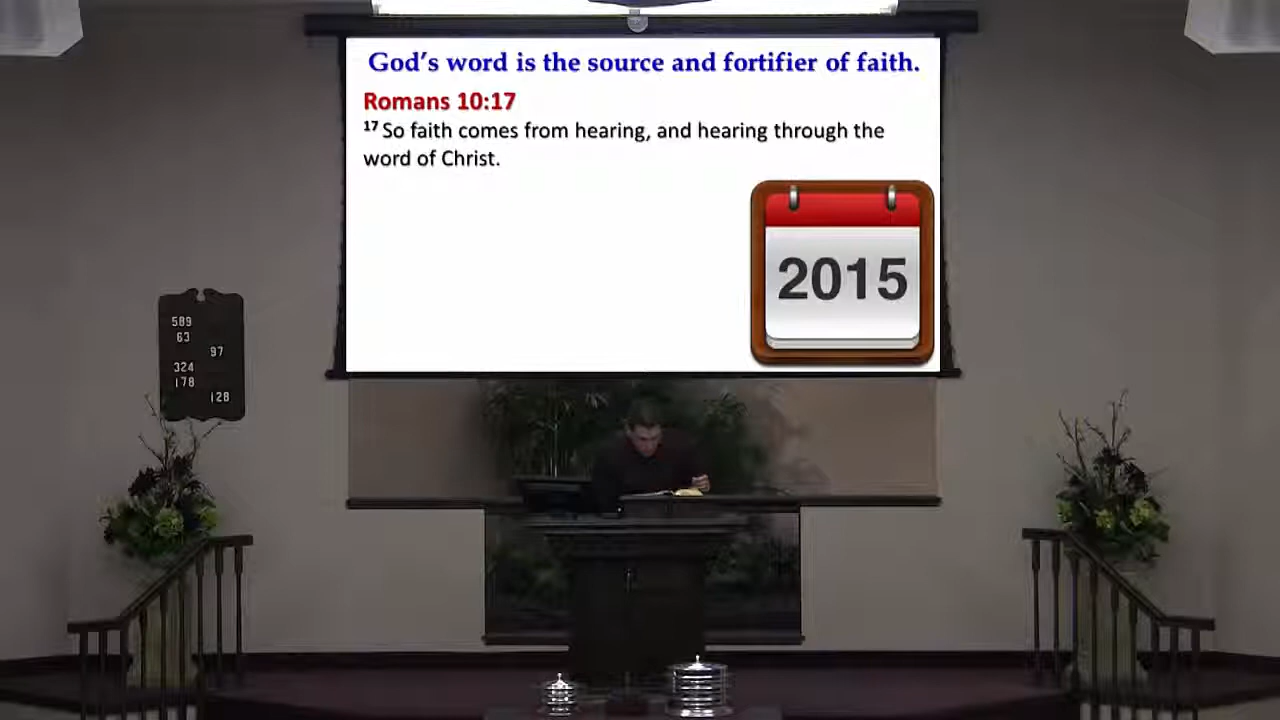 God's word is the source and fortifier of faith.
Romans 10:17
17 So faith comes from hearing, and hearing through the
word of Christ.
2015
589
63
97
324
178
128